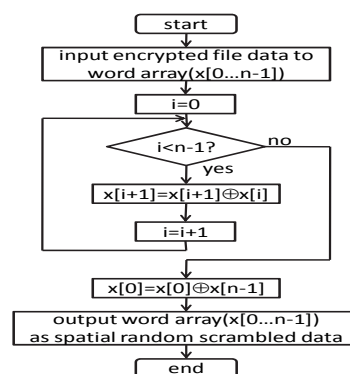 start
input encrypted file data to
word array(x[0...n-1])
i=0
i<n-1?
no
yes
x[i+1]=x[i+1]⊕x[i]
i=i+1
x[0]=x[0]⊕x[n-1]
output word array(x[0...n-1])
as spatial random scrambled data
end